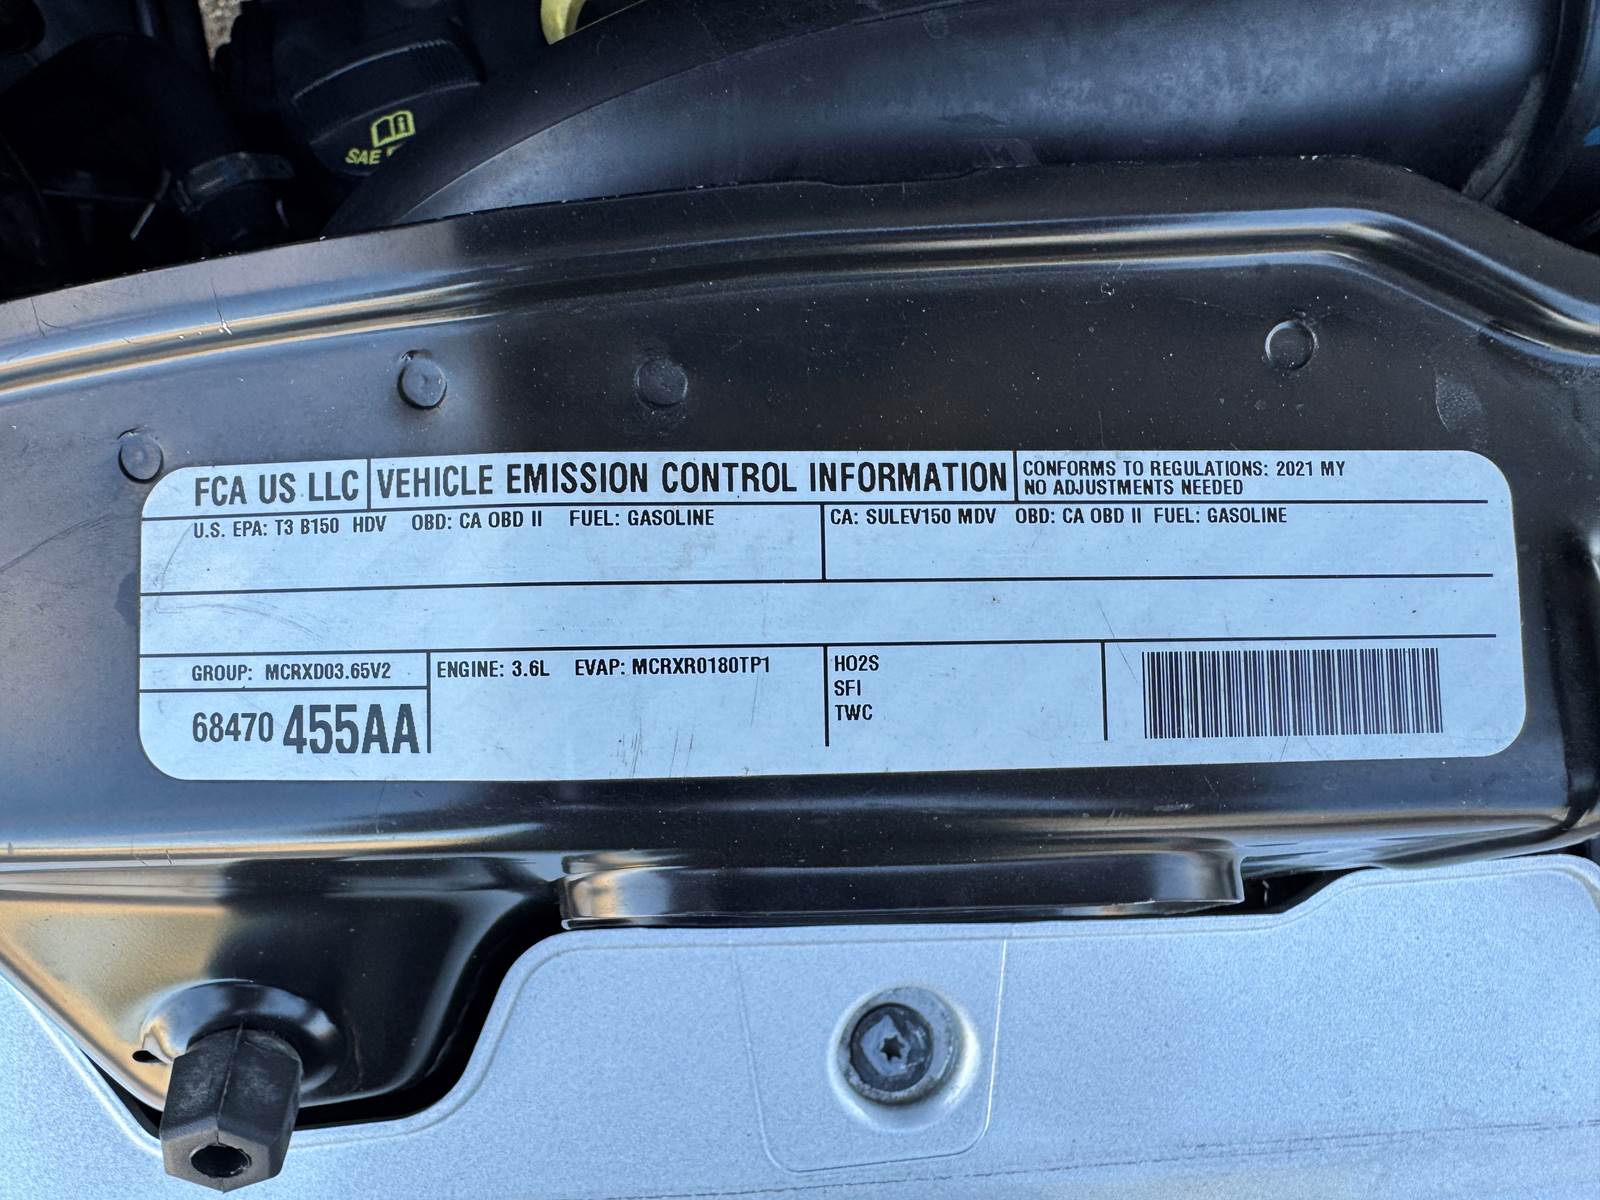 SAE
FCA US LLC VEHICLE EMISSION CONTROL INFORMATION CONFORMS TO REGULATIONS: 2021 MY
NO ADJUSTMENTS NEEDED
U.S. EPA: T3 B150 HDV OBD: CA OBD II FUEL: GASOLINE
CA: SULEV150 MDV OBD: CA OBD II FUEL: GASOLINE
GROUP: MCRXD03.65V2
68470 455AA
ENGINE: 3.6L EVAP: MCRXR0180TP1
HO2S
SFI
TWC